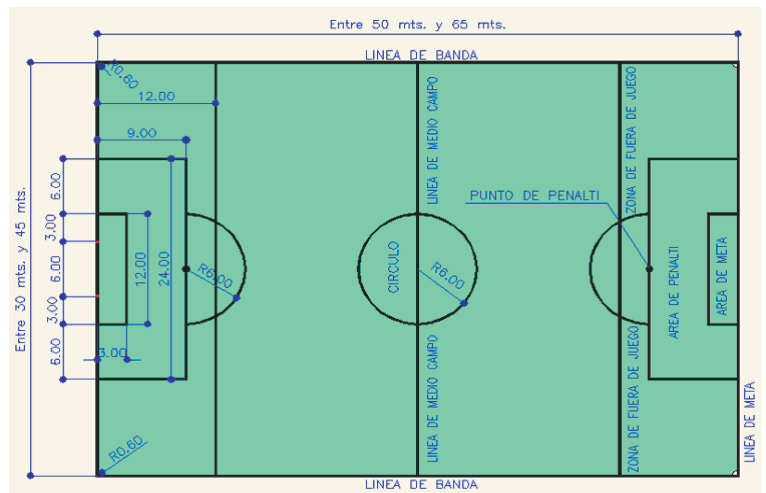 Entre 50 mts. y 65 mts.
LINEA DE BANDA
R0.60
12.00
9.00
Entre 30 mts. y 45 mts.
6.00
3.00
6.00
3.00
6.00
12.00
24.00
3.00
R6.00
R0.60
LINEA DE MEDIO CAMPO
CIRCULO
R6.00
LINEA DE MEDIO CAMPO
ZONA DE FUERA DE JUEGO
PUNTO DE PENALTI
AREA DE PENALTI
AREA DE META
ZONA DE FUERA DE JUEGO
LINEA DE META
LINEA DE BANDA